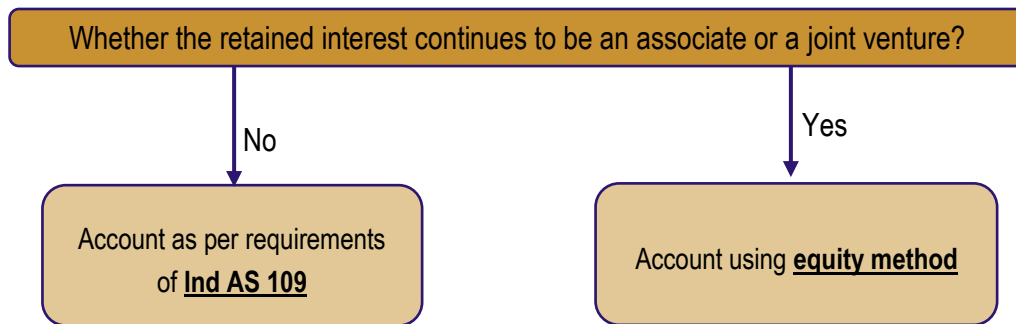 Whether the retained interest continues to be an associate or a joint venture?
No
Yes
Account as per requirements
of Ind AS 109
Account using equity method